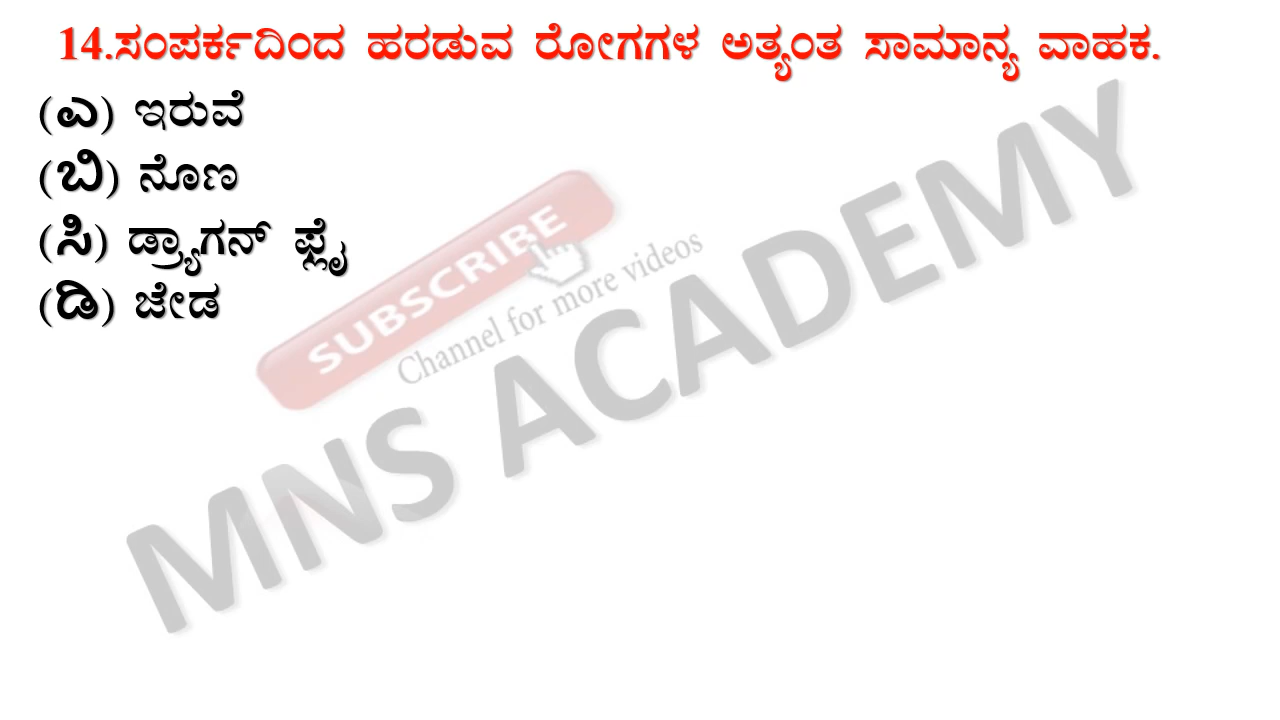 14.ಸಂಪರ್ಕದಿಂದ ಹರಡುವ ರೋಗಗಳ ಅತ್ಯಂತ ಸಾಮಾನ್ಯ ವಾಹಕ.
(ಎ) ಇರುವೆ
(ಬಿ) ನೊಣ
(ಸಿ) ಡ್ರ್ಯಾಗನ್ ಫ್ಲೈ
(ಡಿ) ಜೇಡ
SUBSCRIBE
Channel for more videos
MNS ACADEMY